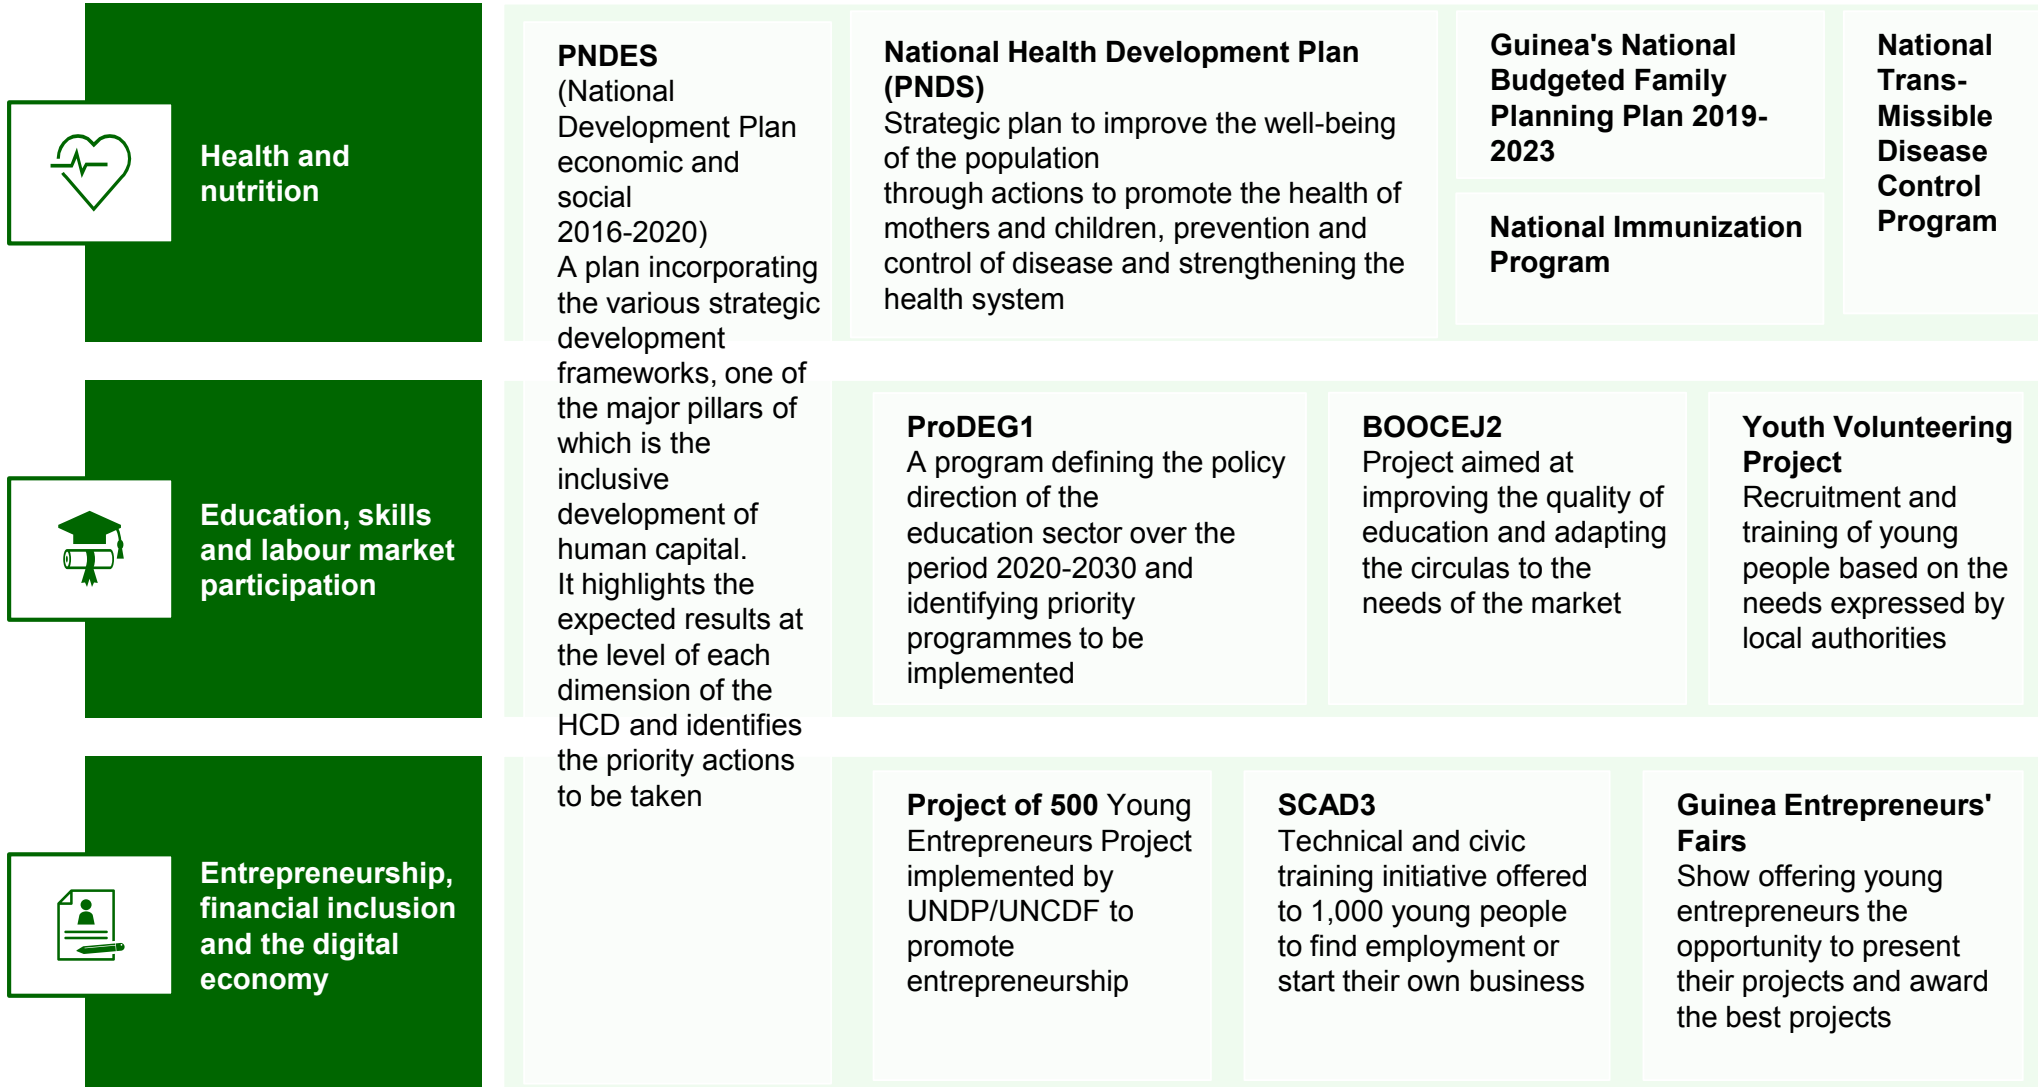 Health and
nutrition
PNDES
(National
Development Plan
economic and
social
2016-2020)
A plan incorporating
the various strategic
development
frameworks, one of
the major pillars of
which is the
inclusive
development of
human capital.
It highlights the
expected results at
the level of each
dimension of the
HCD and identifies
the priority actions
to be taken
National Health Development Plan
(PNDS)
Strategic plan to improve the well-being
of the population
through actions to promote the health of
mothers and children, prevention and
control of disease and strengthening the
health system
Guinea's National
Budgeted Family
Planning Plan 2019-
2023
National Immunization
Program
National
Trans-
Missible
Disease
Control
Program
Education, skills
and labour market
participation
ProDEG1
A program defining the policy
direction of the
education sector over the
period 2020-2030 and
identifying priority
programmes to be
implemented
BOOCEJ2
Project aimed at
improving the quality of
education and adapting
the circulas to the
needs of the market
Youth Volunteering
Project
Recruitment and
training of young
people based on the
needs expressed by
local authorities
Entrepreneurship,
financial inclusion
and the digital
economy
Project of 500 Young
Entrepreneurs Project
implemented by
UNDP/UNCDF to
promote
entrepreneurship
SCAD3
Technical and civic
training initiative offered
to 1,000 young people
to find employment or
start their own business
Guinea Entrepreneurs'
Fairs
Show offering young
entrepreneurs the
opportunity to present
their projects and award
the best projects